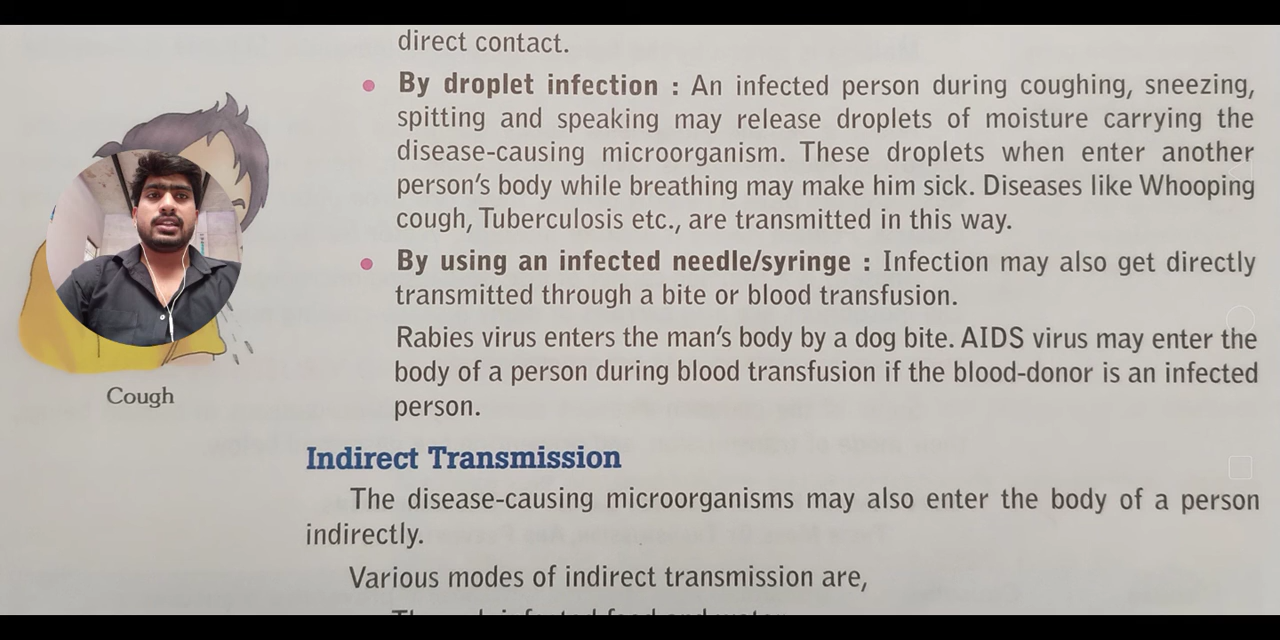 direct contact.
• By droplet infection : An infected person during coughing, sneezing,
spitting and speaking may release droplets of moisture carrying the
disease-causing microorganism. These droplets when enter another
person's body while breathing may make him sick. Diseases like Whooping
cough, Tuberculosis etc., are transmitted in this way.
• By using an infected needle/syringe : Infection may also get directly
transmitted through a bite or blood transfusion.
Rabies virus enters the man's body by a dog bite. AIDS virus may enter the
body of a person during blood transfusion if the blood-donor is an infected
person.
Cough
Indirect Transmission
The disease-causing microorganisms may also enter the body of a person
indirectly.
Various modes of indirect transmission are,